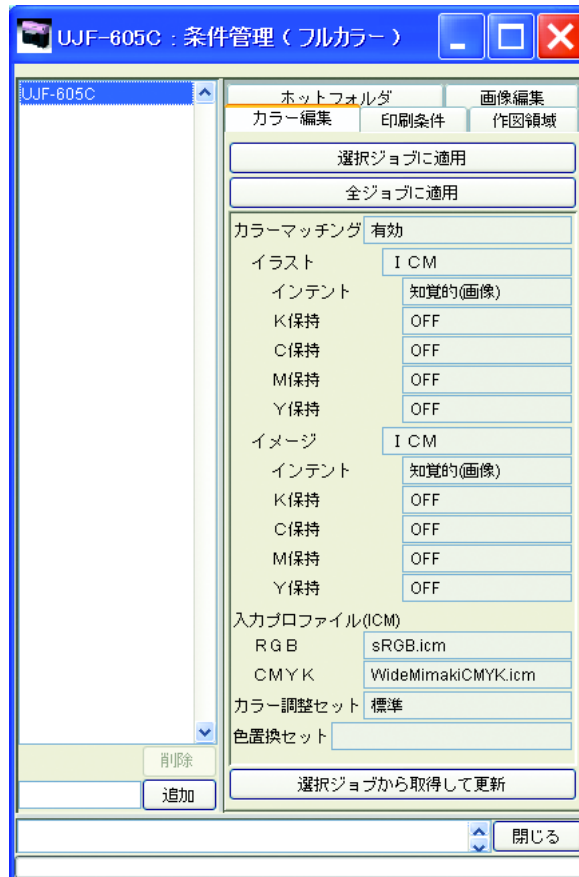 UJF-605C：条件管理（フルカラー）
UJF-605C
ホットフォルダ 画像編集
カラー編集 印刷条件 作図領域
選択ジョブに適用
全ジョブに適用
カラーマッチング 有効
イラスト ＩＣＭ
インテント 知覚的(画像)
Ｋ保持 OFF
Ｃ保持 OFF
Ｍ保持 OFF
Ｙ保持 OFF
イメージ ＩＣＭ
インテント 知覚的(画像)
Ｋ保持 OFF
Ｃ保持 OFF
Ｍ保持 OFF
Ｙ保持 OFF
入力プロファイル(ICM)
ＲＧＢ sRGB.icm
ＣＭＹＫ WideMimakiCMYK.icm
カラー調整セット 標準
色置換セット
削除
追加
選択ジョブから取得して更新
閉じる